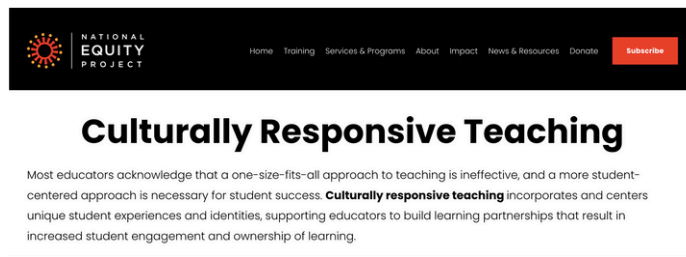 NATIONAL
EQUITY
PROJECT
Home Training Services & Programs About Impact News & Resources Donate Subscribe
Culturally Responsive Teaching
Most educators acknowledge that a one-size-fits-all approach to teaching is ineffective, and a more student-
centered approach is necessary for student success. Culturally responsive teaching incorporates and centers
unique student experiences and identities, supporting educators to build learning partnerships that result in
increased student engagement and ownership of learning.